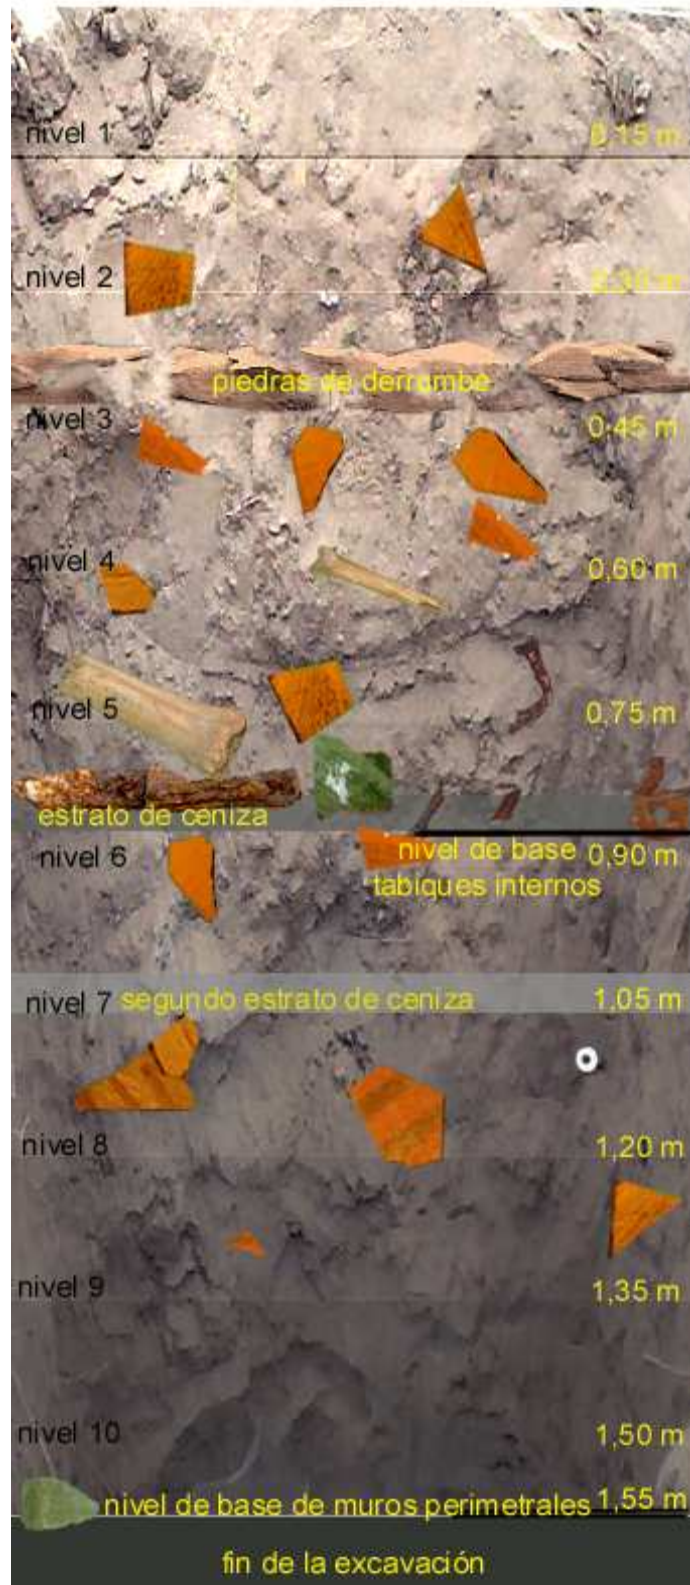 nivel 1 0,15 m
nivel 2 0,30 m
piedras de derrumbe
nivel 3 0.45 m
nivel 4 0,60 m
nivel 5 0,75 m
estrato de ceniza
nivel 6 nivel de base 0,90 m
tabiques internos
nivel 7 segundo estrato de ceniza 1,05 m
nivel 8 1,20 m
nivel 9 1,35 m
nivel 10 1,50 m
nivel de base de muros perimetrales 1,55 m
fin de la excavación